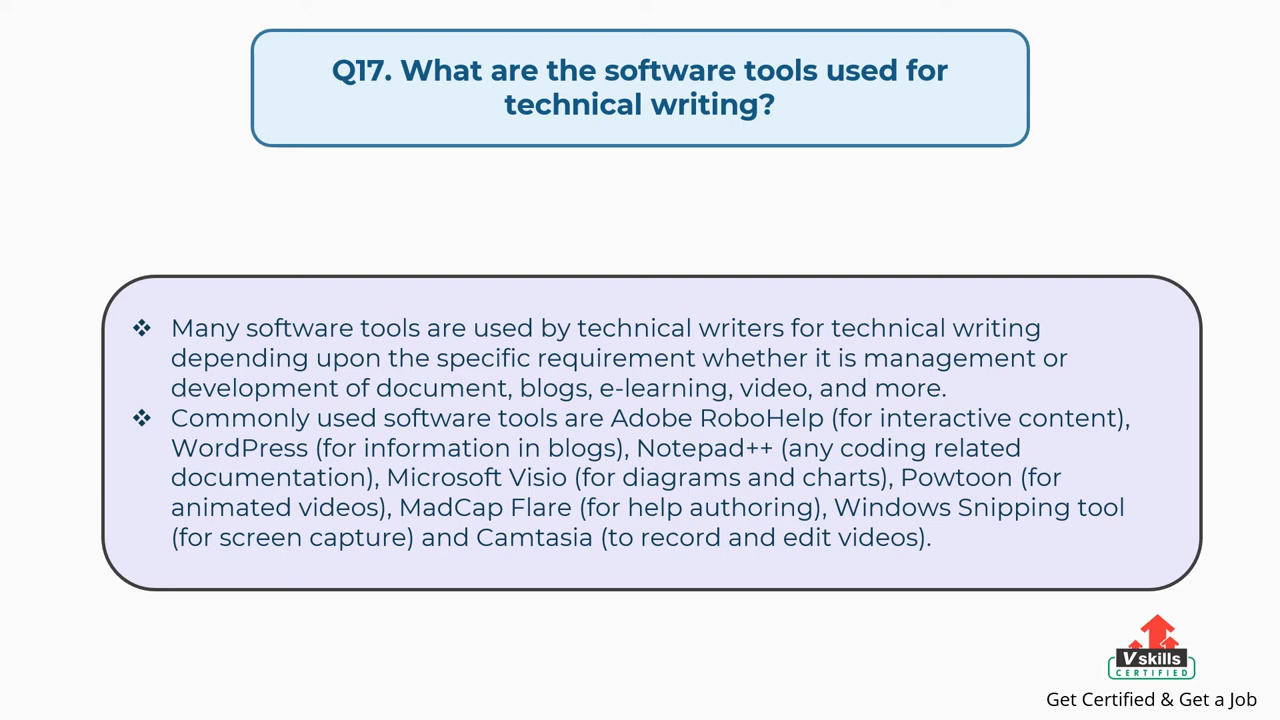 Q17. What are the software tools used for
technical writing?
❖ Many software tools are used by technical writers for technical writing
depending upon the specific requirement whether it is management or
development of document, blogs, e-learning, video, and more.
❖ Commonly used software tools are Adobe RoboHelp (for interactive content),
WordPress (for information in blogs), Notepad++ (any coding related
documentation), Microsoft Visio (for diagrams and charts), Powtoon (for
animated videos), MadCap Flare (for help authoring), Windows Snipping tool
(for screen capture) and Camtasia (to record and edit videos).
Vskills
CERTIFIED
Get Certified & Get a Job